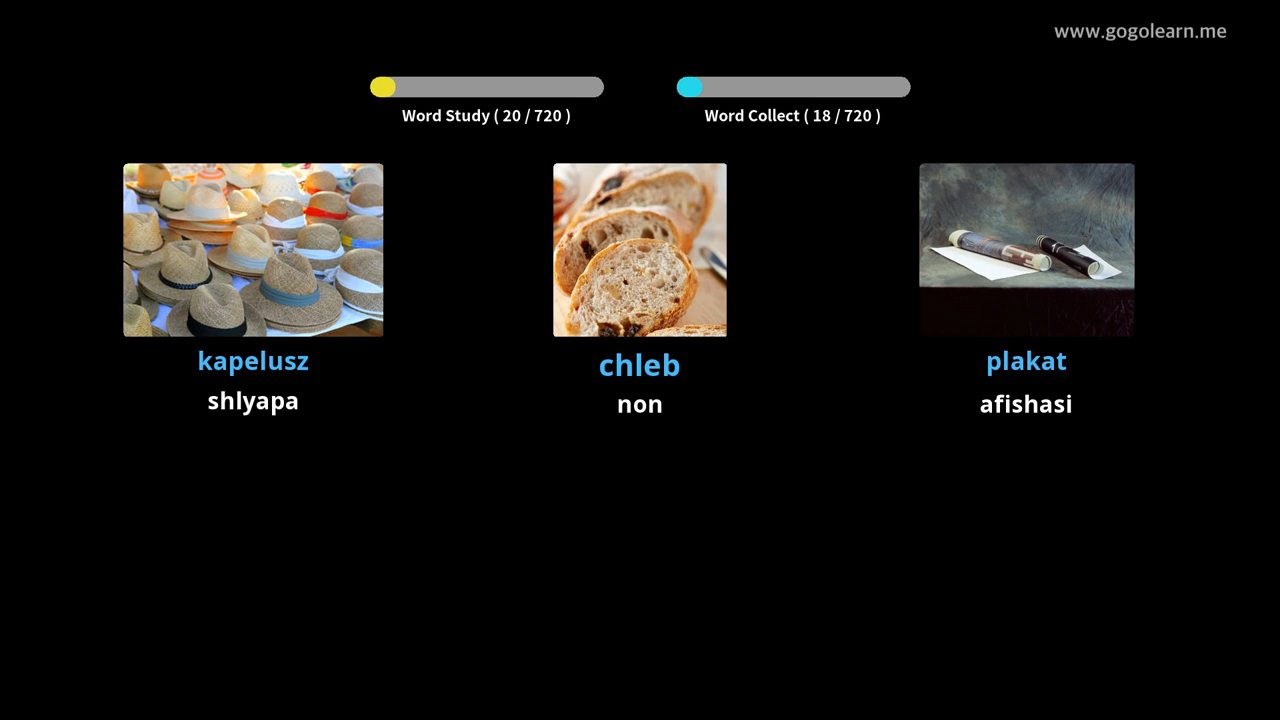 www.gogolearn.me
Word Study ( 20 / 720 )
Word Collect ( 18 / 720 )
kapelusz
chleb
plakat
shlyapa
non
afishasi